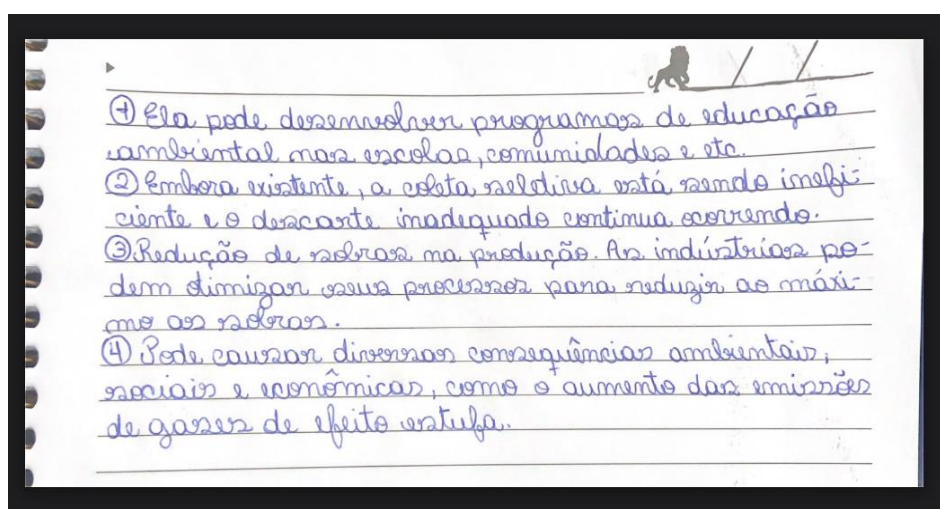 ① Ela pode desennvolver programas de educação
ambiental nas escolas, comunidades e etc.
② Embora existente, a coleta seletiva está sendo inefi-
ciente e o descarte inadequado continua ocorrendo.
③ Redução de sobras na produção. As indústrias po-
dem otimizar seus processos para reduzir ao máxi-
mo as sobras.
④ Pode causar diversas consequências ambientais,
sociais e econômicas, como o aumento das emissões
de gases de efeito estufa.